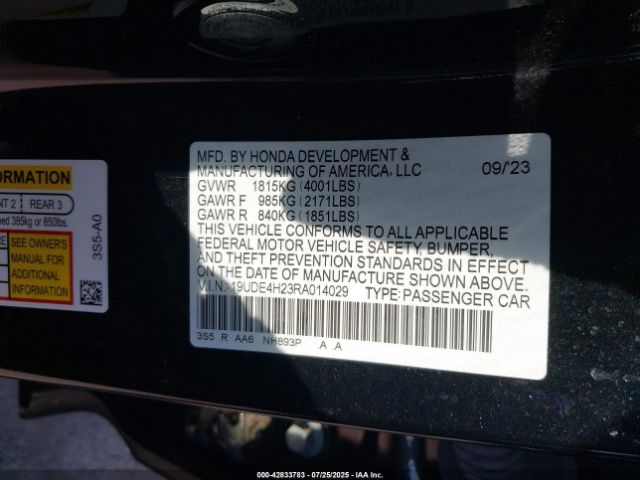 MFD. BY HONDA DEVELOPMENT &
MANUFACTURING OF AMERICA, LLC 09/'23
GVWR 1815KG (4001LBS)
GAWR F 985KG (2171LBS)
GAWR R 840KG (1851LBS)
THIS VEHICLE CONFORMS TO ALL APPLICABLE
FEDERAL MOTOR VEHICLE SAFETY, BUMPER,
AND THEFT PREVENTION STANDARDS IN EFFECT
ON THE DATE OF MANUFACTURE SHOWN ABOVE.
V.I.N.: 19UDE4H23RA014029 TYPE: PASSENGER CAR
3S5 R AA6 NH893P .A .A
REAR 3
385kg or 850lbs.
SEE OWNER'S
MANUAL FOR
ADDITIONAL
INFORMATION
3S5-A0
000-42833783 | 07/25/2025 | IAA Inc.